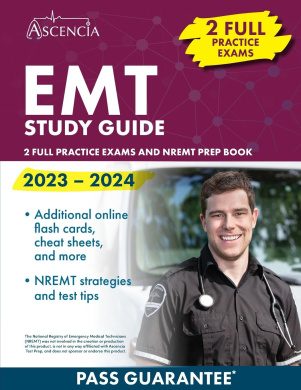 ASCENCIA
2 FULL
PRACTICE
EXAMS
EMT
STUDY GUIDE
2 FULL PRACTICE EXAMS AND NREMT PREP BOOK
2023 – 2024
• Additional online
flash cards,
cheat sheets,
and more
• NREMT strategies
and test tips
The National Registry of Emergency Medical Technicians
(NREMT) was not involved in the creation or production
of this product, is not in any way affiliated with Ascencia
Test Prep, and does not sponsor or endorse this product.
PASS GUARANTEE*